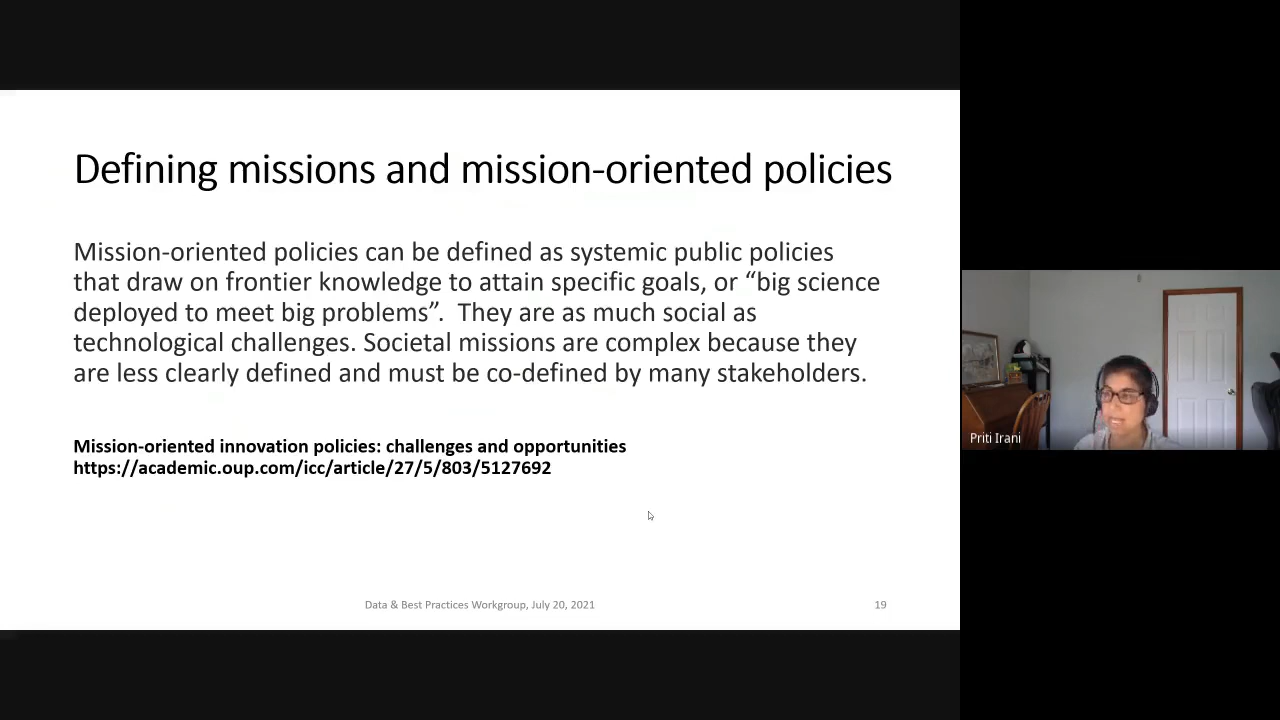 Defining missions and mission-oriented policies
Mission-oriented policies can be defined as systemic public policies
that draw on frontier knowledge to attain specific goals, or “big science
deployed to meet big problems”.  They are as much social as
technological challenges. Societal missions are complex because they
are less clearly defined and must be co-defined by many stakeholders.
Mission-oriented innovation policies: challenges and opportunities
https://academic.oup.com/icc/article/27/5/803/5127692
Data & Best Practices Workgroup, July 20, 2021
19
Priti Irani